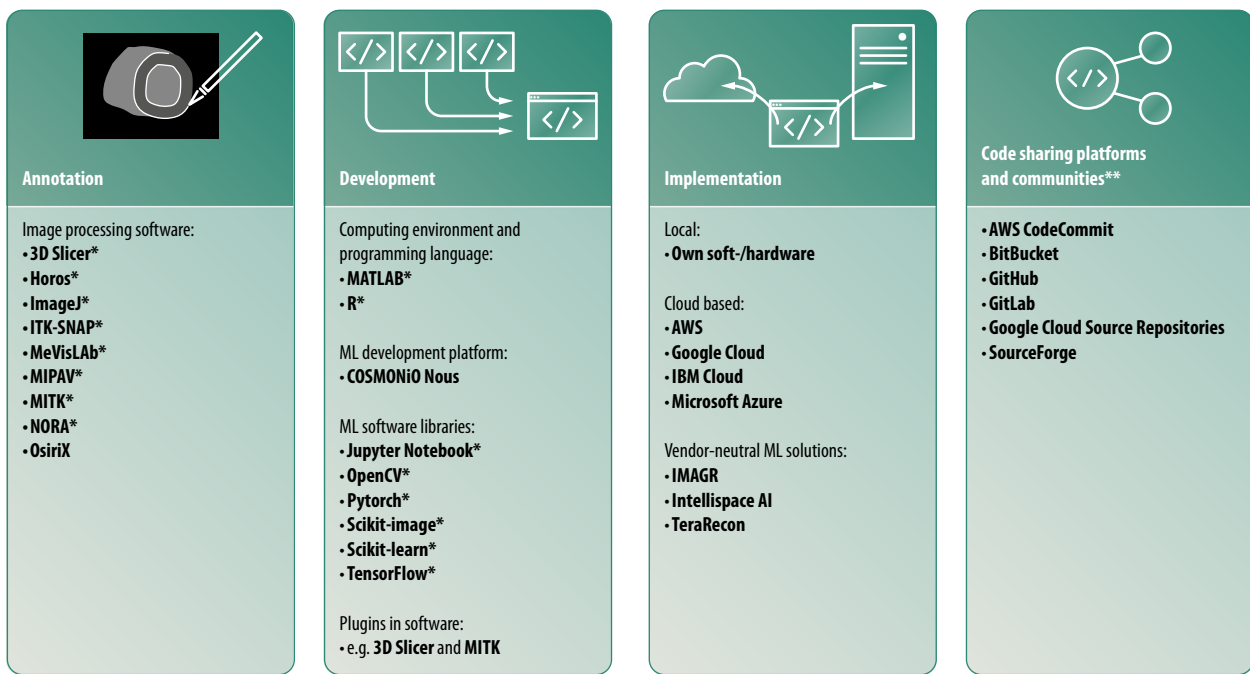 </>
</>
</>
</>
</>
</>
Annotation
Image processing software:
• 3D Slicer*
• Horos*
• ImageJ*
• ITK-SNAP*
• MeVisLAb*
• MIPAV*
• MITK*
• NORA*
• OsiriX
Development
Computing environment and
programming language:
• MATLAB*
• R*
ML development platform:
• COSMONiO Nous
ML software libraries:
• Jupyter Notebook*
• OpenCV*
• Pytorch*
• Scikit-image*
• Scikit-learn*
• TensorFlow*
Plugins in software:
• e.g. 3D Slicer and MITK
Implementation
Local:
• Own soft-/hardware
Cloud based:
• AWS
• Google Cloud
• IBM Cloud
• Microsoft Azure
Vendor-neutral ML solutions:
• IMAGR
• Intellispace AI
• TeraRecon
Code sharing platforms
and communities**
• AWS CodeCommit
• BitBucket
• GitHub
• GitLab
• Google Cloud Source Repositories
• SourceForge